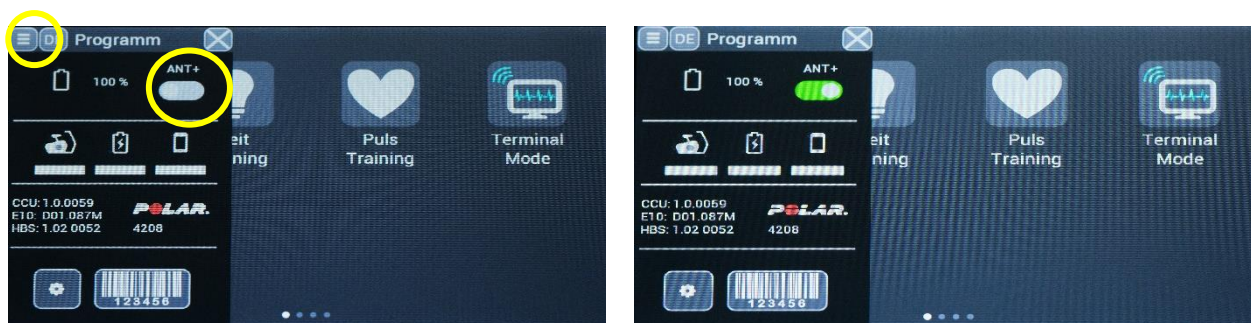 DE Programm
100 %
ANT+
eit
ning
Puls
Training
Terminal
Mode
CCU: 1.0.0059
E10: D01.087M
HBS: 1.02 0052
POLAR.
4208
123456
DE Programm
100 %
ANT+
eit
ning
Puls
Training
Terminal
Mode
CCU: 1.0.0059
E10: D01.087M
HBS: 1.02 0052
POLAR.
4208
123456